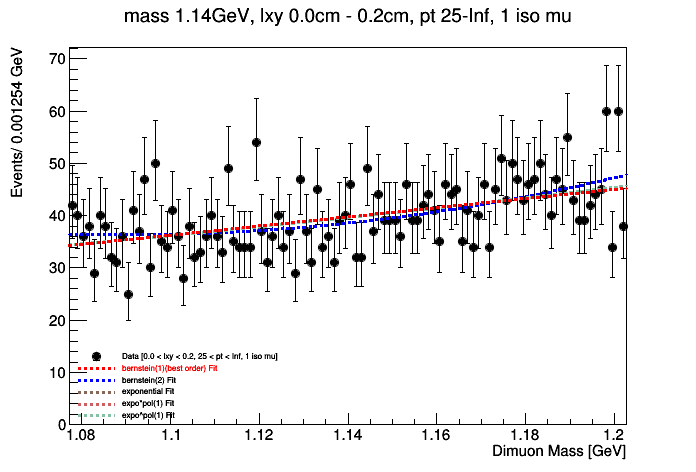 mass 1.14GeV, lxy 0.0cm - 0.2cm, pt 25-Inf, 1 iso mu
Events/ 0.001254 GeV
70
60
50
40
30
20
10
0
Data [0.0 < lxy < 0.2, 25 < pt < Inf, 1 iso mu]
bernstein(1)(best order) Fit
bernstein(2) Fit
exponential Fit
expo*pol(1) Fit
expo^pol(1) Fit
1.08 1.1 1.12 1.14 1.16 1.18 1.2
Dimuon Mass [GeV]